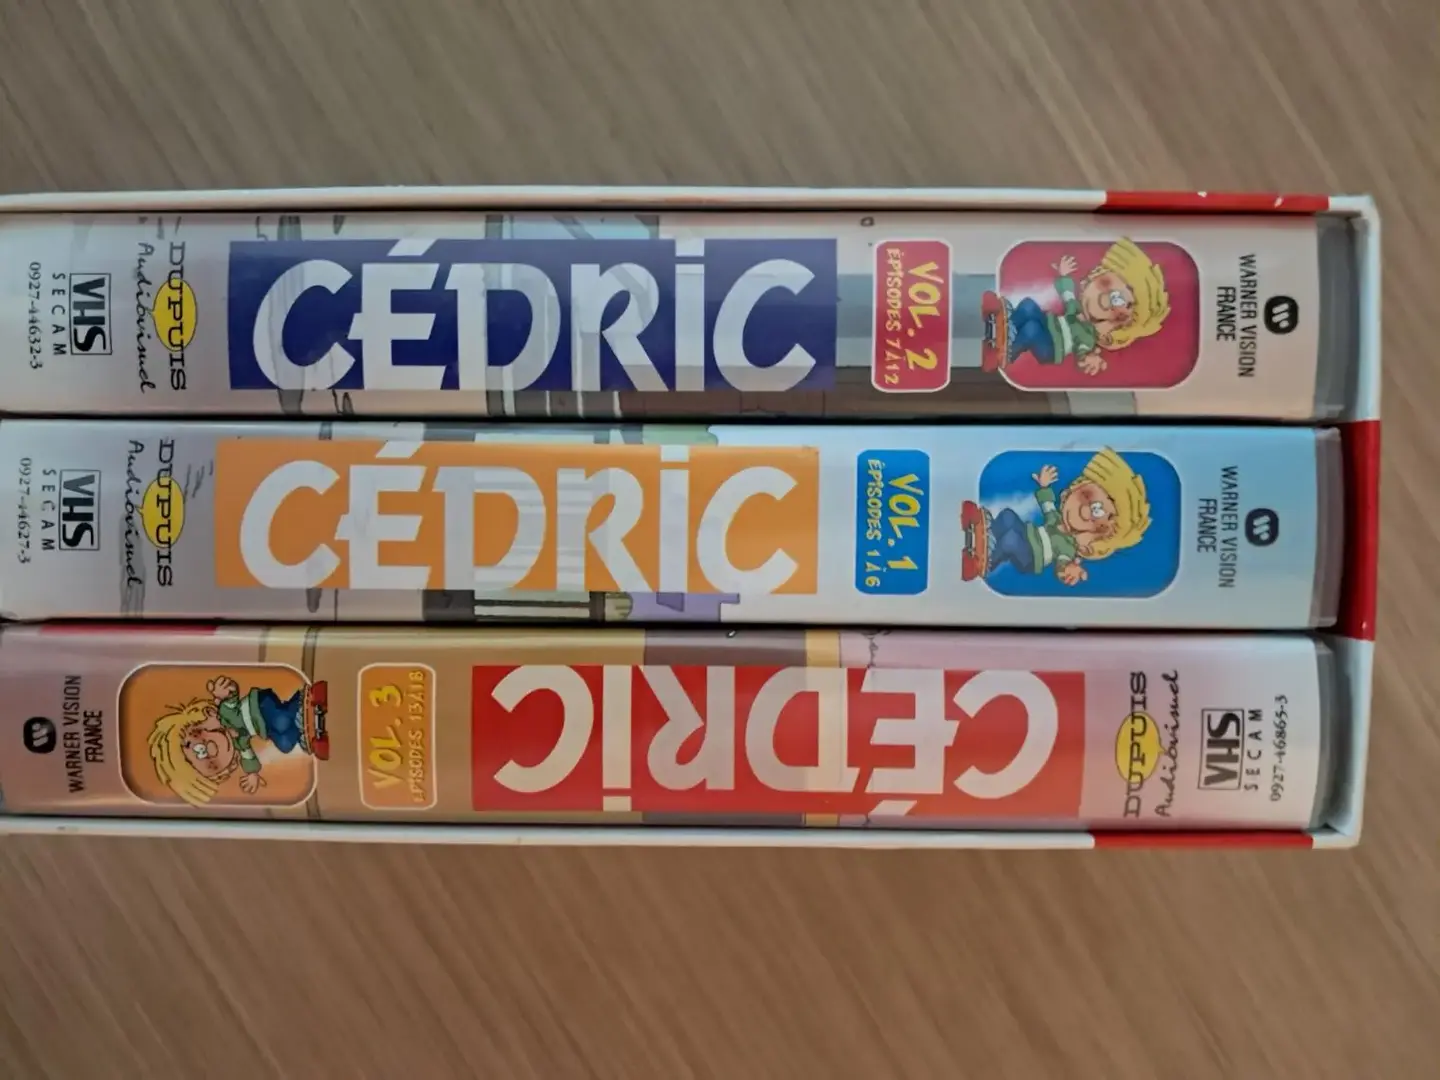 CÉDRIC
VOL. 2
ÉPISODES 7 À 12
WARNER VISION
FRANCE
DUPUIS
Audiovisuel
VHS
SECAM
0927-44632-3
CÉDRIC
VOL. 1
ÉPISODES 1 À 6
WARNER VISION
FRANCE
DUPUIS
Audiovisuel
VHS
SECAM
0927-44627-3
WARNER VISION
FRANCE
VOL. 3
ÉPISODES 13 À 18
CÉDRIC
DUPUIS
Audiovisuel
VHS
SECAM
0927-46865-3